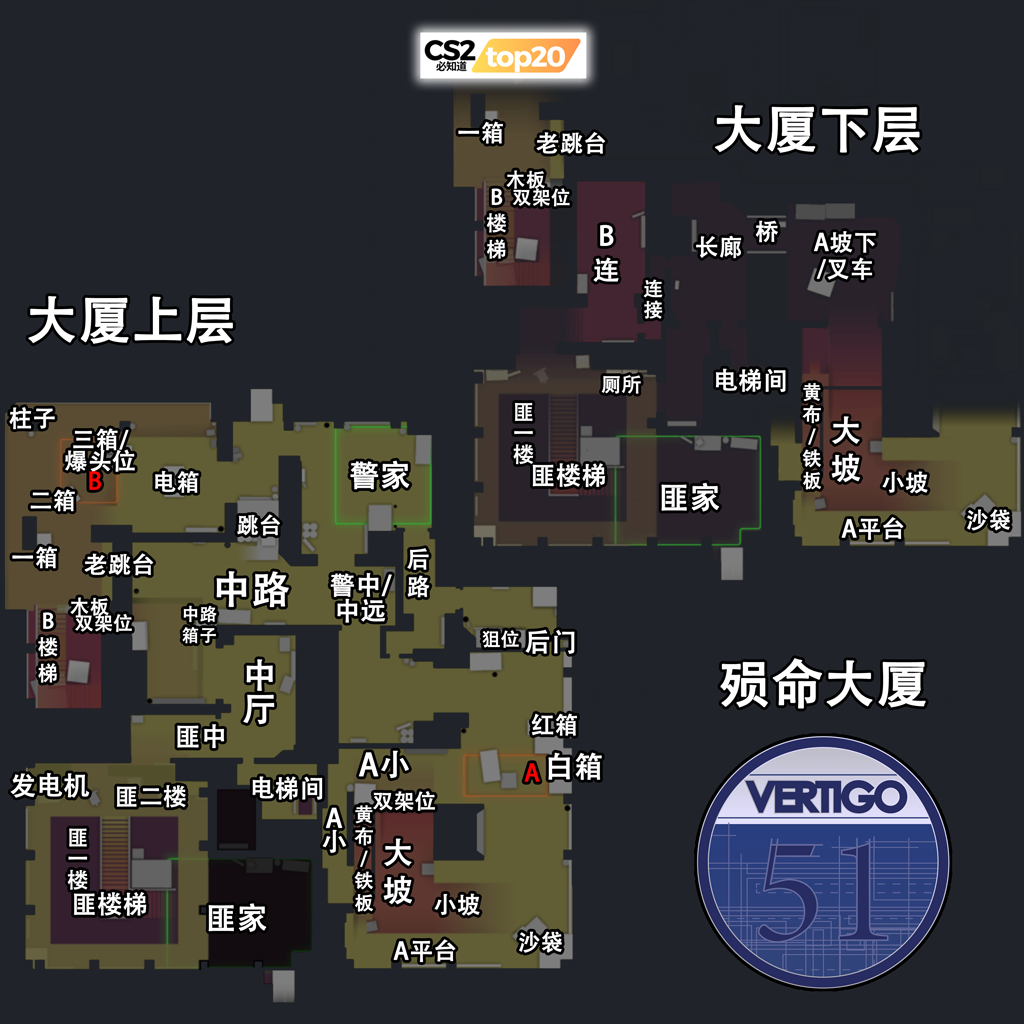 CS2
必知道
top20
大厦下层
一箱
老跳台
木板
双架位
B楼梯
B连
长廊
桥
A坡下
/叉车
连接
厕所
电梯间
匪一楼
匪楼梯
匪家
黄布/铁板
大坡
小坡
A平台
沙袋
大厦上层
柱子
三箱/
爆头位
B
电箱
二箱
警家
跳台
一箱
老跳台
中路
警中/
中远
后路
木板
双架位
B楼梯
中路
箱子
狙位
后门
中厅
匪中
红箱
A小
A
白箱
发电机
匪二楼
电梯间
双架位
A小
黄布/铁板
大坡
小坡
匪一楼
匪楼梯
匪家
A平台
沙袋
殒命大厦
VERTIGO
51